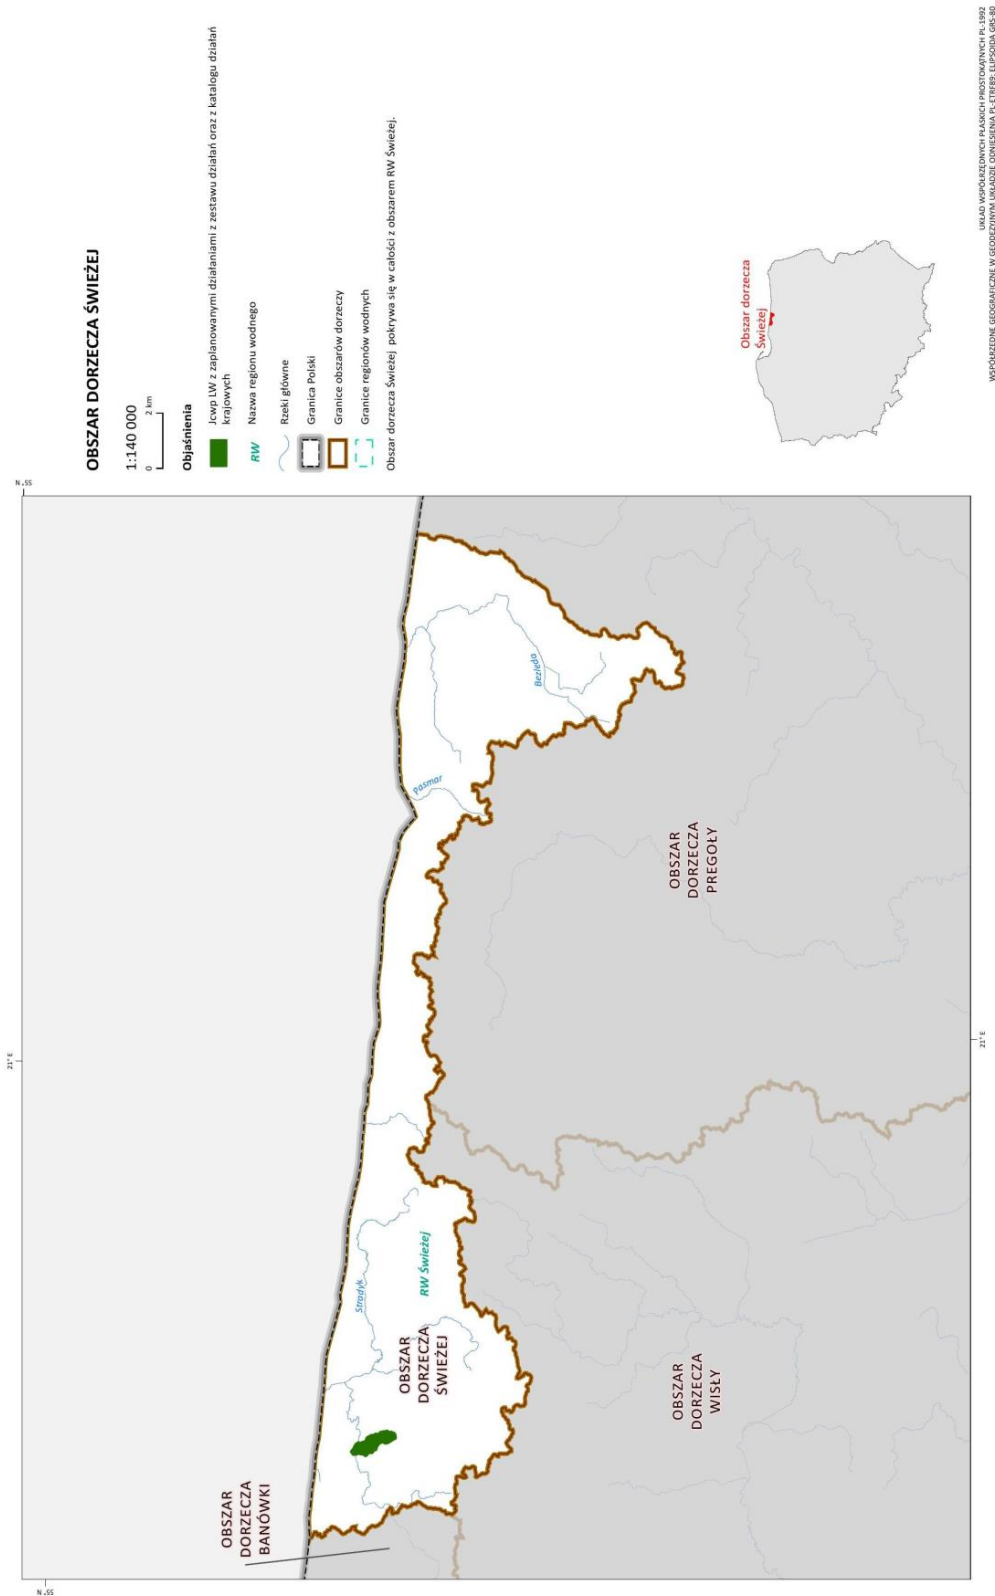 OBSZAR DORZECZA ŚWIEŻEJ
1:140 000
0 2 km
Objaśnienia
Jcwp LW z zaplanowanymi działaniami z zestawu działań oraz z katalogu działań
krajowych
RW Nazwa regionu wodnego
Rzeki główne
Granica Polski
Granice obszarów dorzeczy
Granice regionów wodnych
Obszar dorzecza Świeżej pokrywa się w całości z obszarem RW Świeżej.
Obszar dorzecza
Świeżej
UKŁAD WSPÓŁRZĘDNYCH PŁASKICH PROSTOKĄTNYCH PL-1992
WSPÓŁRZĘDNE GEOGRAFICZNE W GEODEZYJNYM UKŁADZIE ODNIESIENIA PL-ETRF89; ELIPSOIDA GRS-80
21° E
21° E
OBSZAR
DORZECZA
BANÓWKI
Stradyk
RW Świeżej
OBSZAR
DORZECZA
ŚWIEŻEJ
Pasmar
Bezleda
OBSZAR
DORZECZA
WISŁY
OBSZAR
DORZECZA
PREGOŁY